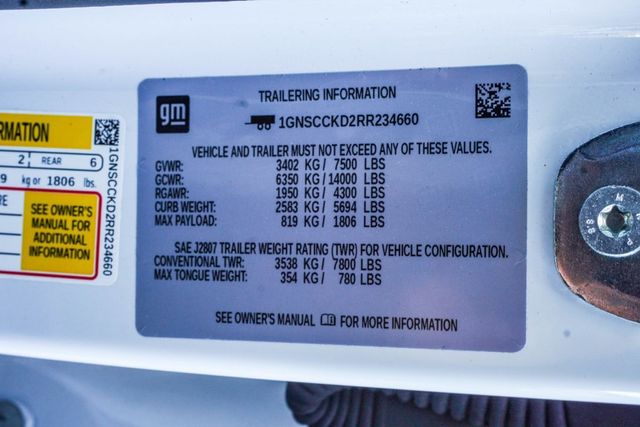 RMATION
2 REAR 6
9 kg or 1806 lbs.
RE
SEE OWNER'S
MANUAL FOR
ADDITIONAL
INFORMATION
1GNSCCKD2RR234660
gm
TRAILERING INFORMATION
1GNSCCKD2RR234660
VEHICLE AND TRAILER MUST NOT EXCEED ANY OF THESE VALUES.
GVWR: 3402 KG / 7500 LBS
GCWR: 6350 KG / 14000 LBS
RGAWR: 1950 KG / 4300 LBS
CURB WEIGHT: 2583 KG / 5694 LBS
MAX PAYLOAD: 819 KG / 1806 LBS
SAE J2807 TRAILER WEIGHT RATING (TWR) FOR VEHICLE CONFIGURATION.
CONVENTIONAL TWR: 3538 KG / 7800 LBS
MAX TONGUE WEIGHT: 354 KG / 780 LBS
SEE OWNER'S MANUAL FOR MORE INFORMATION